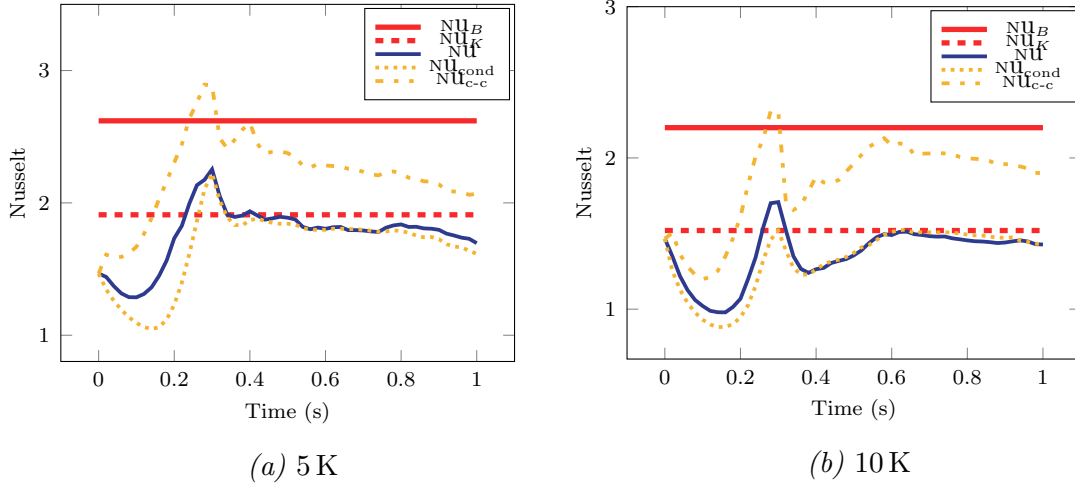 3
2
1
Nusselt
0
0.2
0.4
0.6
0.8
1
Time (s)
NU_B
NU_K
NU
NU_cond
NU_c-c
(a) 5 K
3
2
1
Nusselt
0
0.2
0.4
0.6
0.8
1
Time (s)
NU_B
NU_K
NU
NU_cond
NU_c-c
(b) 10 K